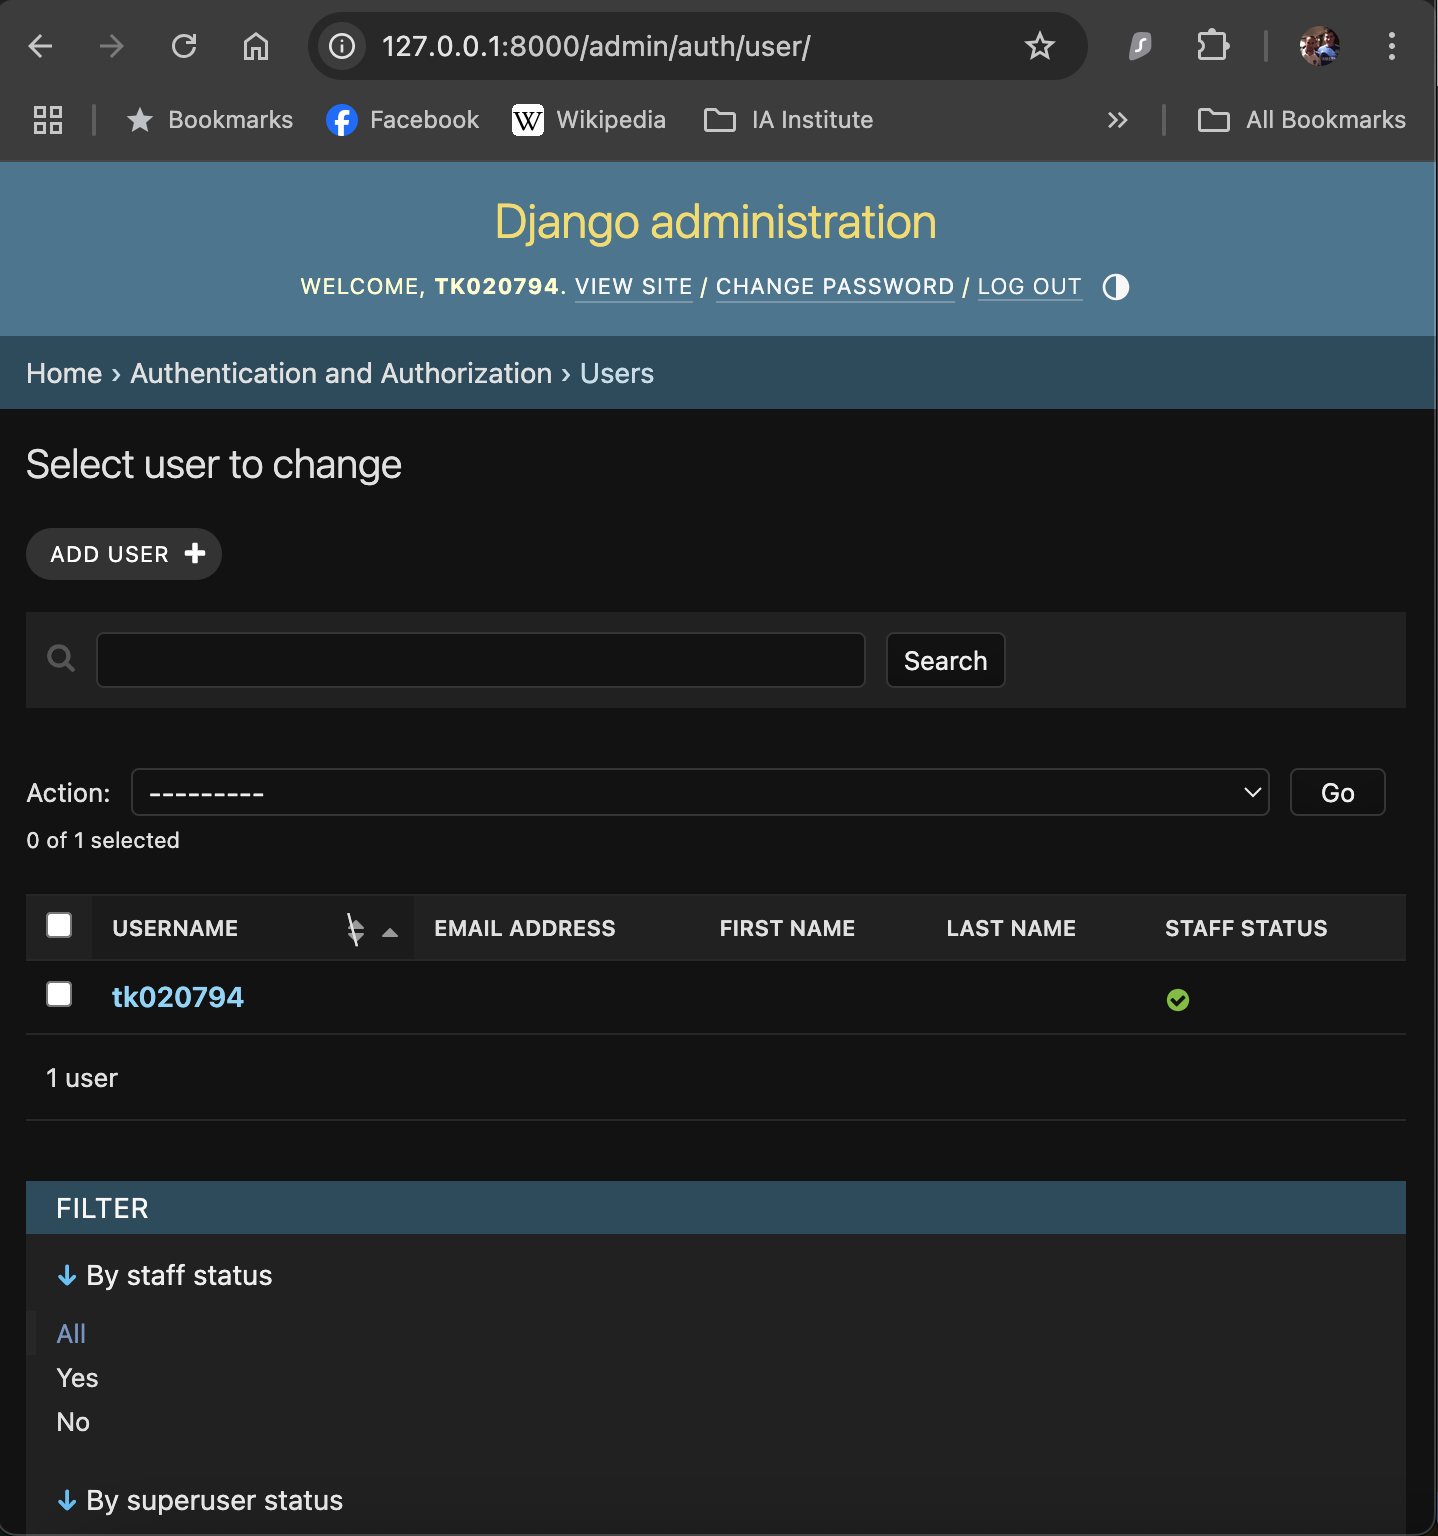 127.0.0.1:8000/admin/auth/user/
Bookmarks Facebook W Wikipedia IA Institute » All Bookmarks
Django administration
WELCOME, TK020794. VIEW SITE / CHANGE PASSWORD / LOG OUT
Home › Authentication and Authorization › Users
Select user to change
ADD USER +
Search
Action: --------- Go
0 of 1 selected
USERNAME EMAIL ADDRESS FIRST NAME LAST NAME STAFF STATUS
tk020794
1 user
FILTER
↓ By staff status
All
Yes
No
↓ By superuser status